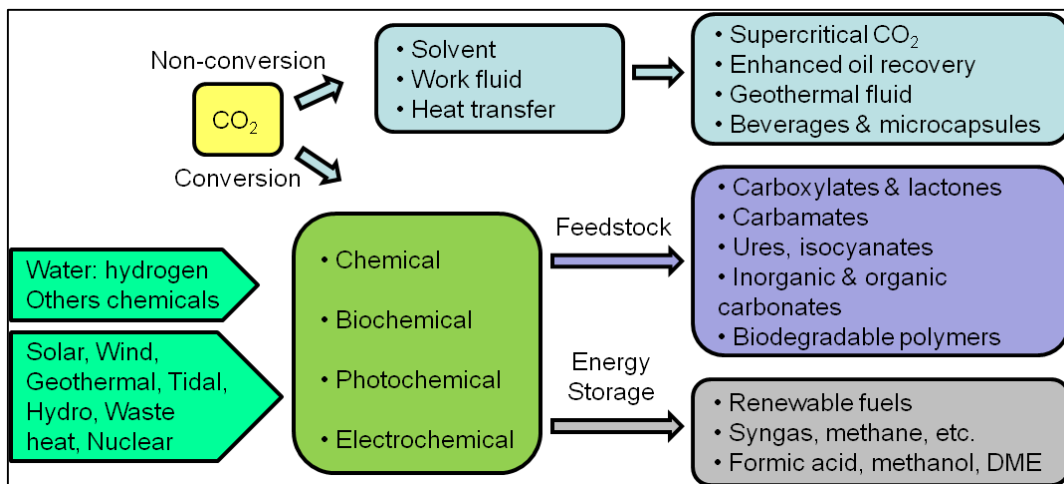 Non-conversion
CO₂
Conversion
• Solvent
• Work fluid
• Heat transfer
• Supercritical CO₂
• Enhanced oil recovery
• Geothermal fluid
• Beverages & microcapsules
Water: hydrogen
Others chemicals
Solar, Wind,
Geothermal, Tidal,
Hydro, Waste
heat, Nuclear
• Chemical
• Biochemical
• Photochemical
• Electrochemical
Feedstock
• Carboxylates & lactones
• Carbamates
• Ures, isocyanates
• Inorganic & organic
carbonates
• Biodegradable polymers
Energy
Storage
• Renewable fuels
• Syngas, methane, etc.
• Formic acid, methanol, DME